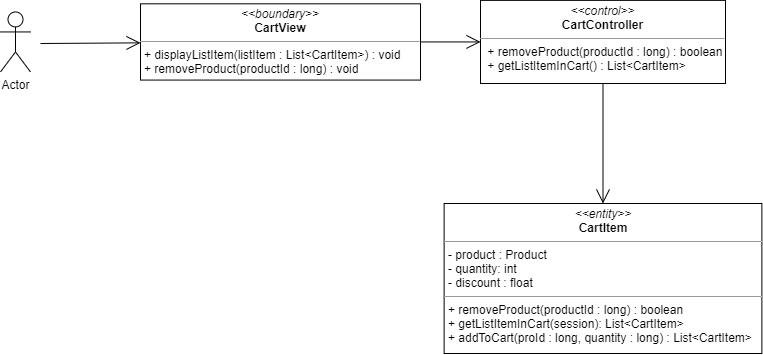 Actor
<<boundary>>
CartView
+ displayListItem(listItem : List<CartItem>) : void
+ removeProduct(productId : long) : void
<<control>>
CartController
+ removeProduct(productId : long) : boolean
+ getListItemInCart() : List<CartItem>
<<entity>>
CartItem
- product : Product
- quantity: int
- discount : float
+ removeProduct(productId : long) : boolean
+ getListItemInCart(session): List<CartItem>
+ addToCart(proId : long, quantity : long) : List<CartItem>